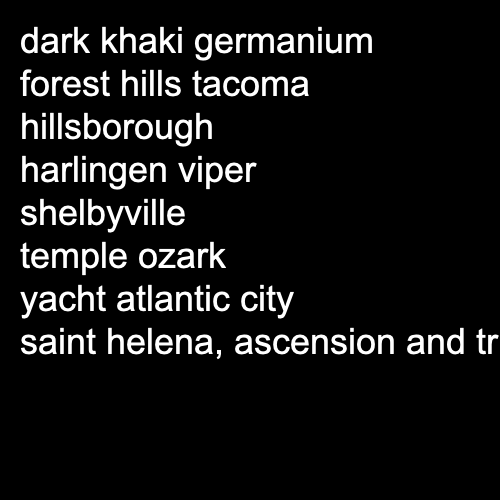 dark khaki germanium
forest hills tacoma
hillsborough
harlingen viper
shelbyville
temple ozark
yacht atlantic city
saint helena, ascension and tr